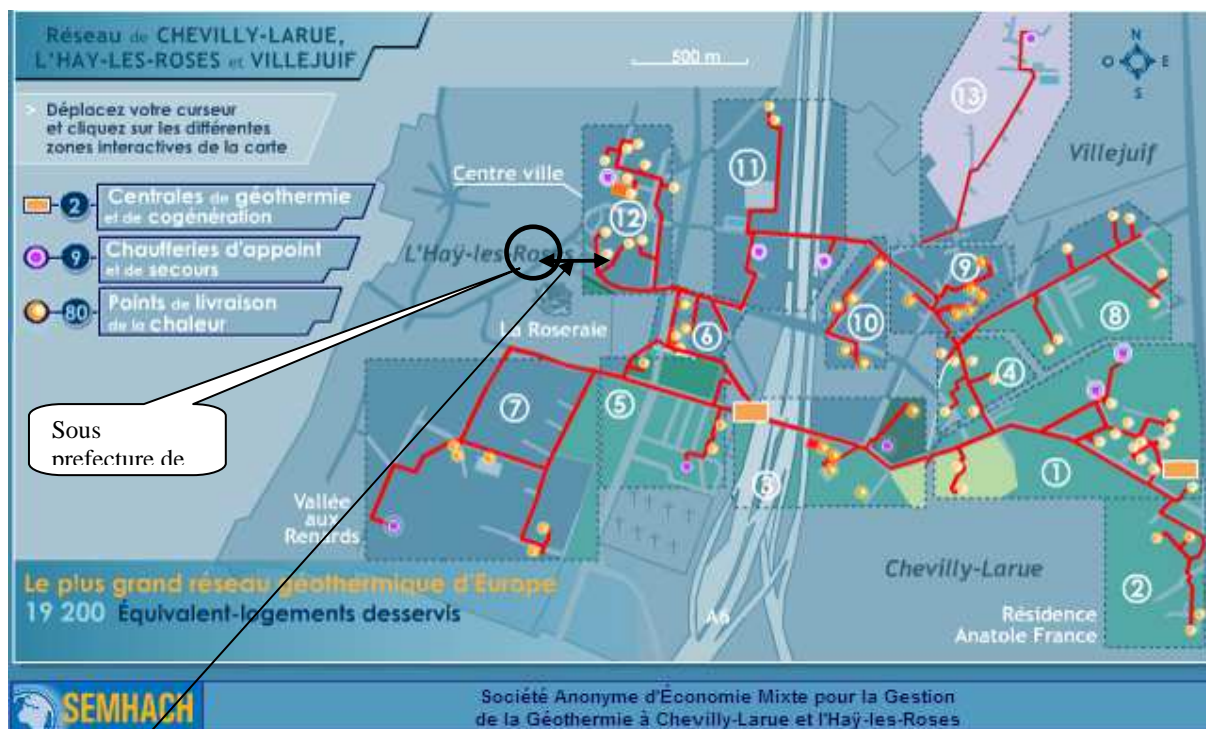 Réseau de CHEVILLY-LARUE,
L'HAY-LES-ROSES et VILLEJUIF
> Déplacez votre curseur
et cliquez sur les différentes
zones interactives de la carte
2 Centrales de géothermie
et de cogénération
9 Chaufferies d'appoint
et de secours
80 Points de livraison
de la chaleur
500 m
N
O E
S
13
Villejuif
11
Centre ville
12
L'Haÿ-les-Roses
9
La Roseraie
6
10
8
4
7
5
Sous
prefecture de
3
1
Vallée
aux
Renards
Chevilly-Larue
2
Résidence
Anatole France
A6
Le plus grand réseau géothermique d'Europe
19 200 Équivalent-logements desservis
SEMHACH
Société Anonyme d'Économie Mixte pour la Gestion
de la Géothermie à Chevilly-Larue et l'Haÿ-les-Roses